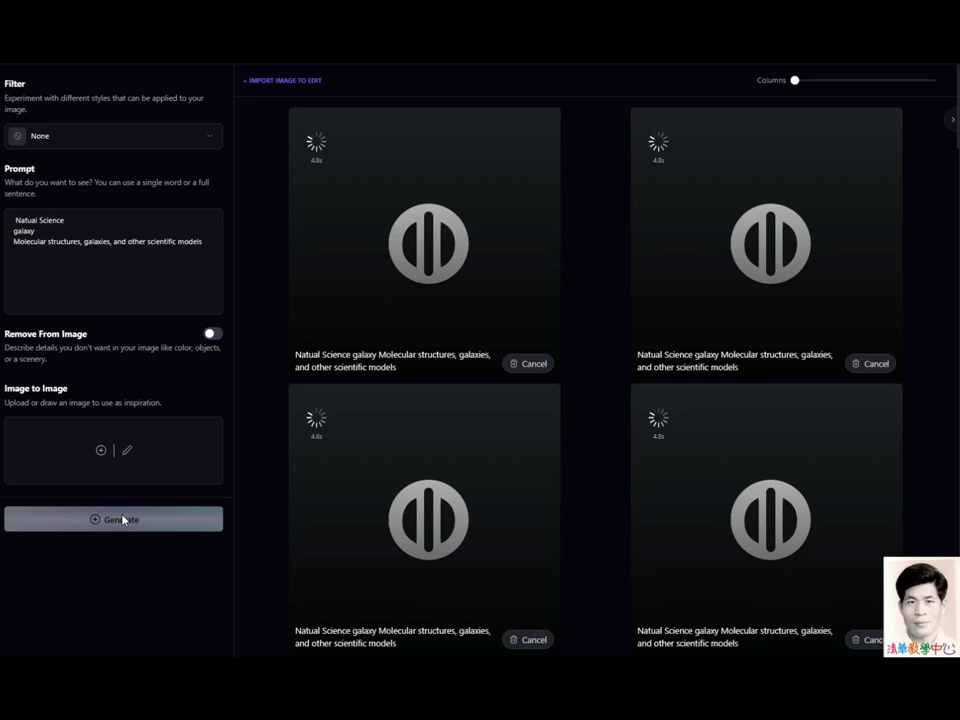 Filter
Experiment with different styles that can be applied to your
image.
None
Prompt
What do you want to see? You can use a single word or a full
sentence.
Natual Science
galaxy
Molecular structures, galaxies, and other scientific models
Remove From Image
Describe details you don't want in your image like color, objects,
or a scenery.
Image to Image
Upload or draw an image to use as inspiration.
Generate
+ IMPORT IMAGE TO EDIT
Columns
4.8s
Natual Science galaxy Molecular structures, galaxies,
and other scientific models
Cancel
4.8s
Natual Science galaxy Molecular structures, galaxies,
and other scientific models
Cancel
4.8s
Natual Science galaxy Molecular structures, galaxies,
and other scientific models
Cancel
4.8s
Natual Science galaxy Molecular structures, galaxies,
and other scientific models
清華教學中心